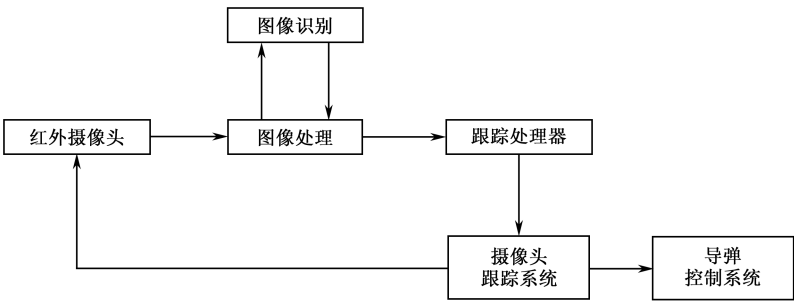 图像识别
红外摄像头
图像处理
跟踪处理器
摄像头
跟踪系统
导弹
控制系统